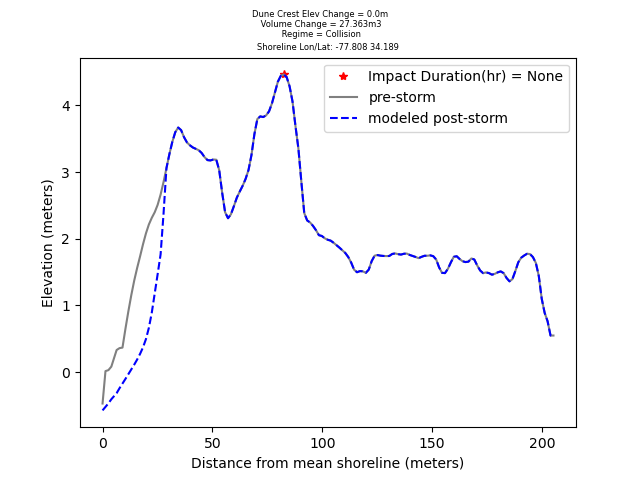 Dune Crest Elev Change = 0.0m
Volume Change = 27.363m3
Regime = Collision
Shoreline Lon/Lat: -77.808 34.189
Impact Duration(hr) = None
pre-storm
modeled post-storm
Elevation (meters)
4
3
2
1
0
0 50 100 150 200
Distance from mean shoreline (meters)